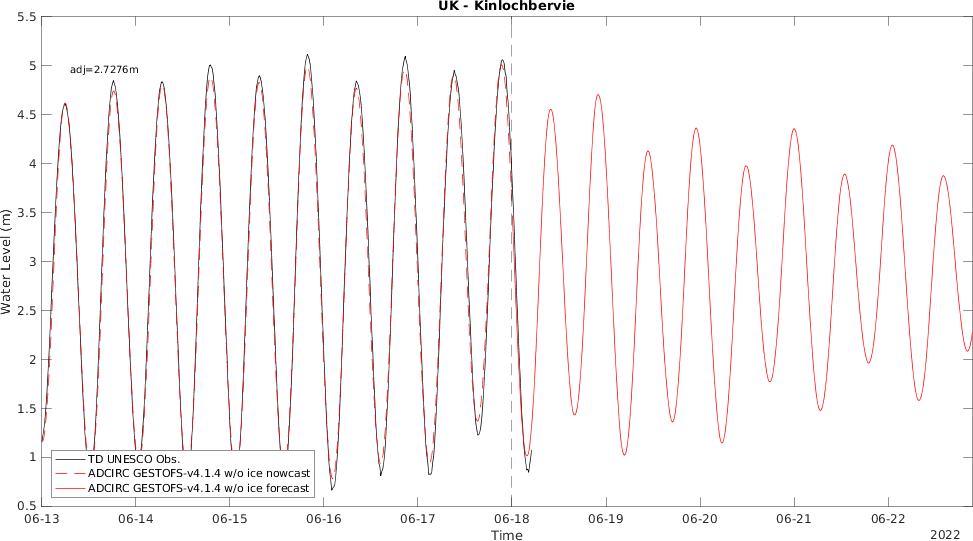 UK - Kinlochbervie
adj=2.7276m
Water Level (m)
5.5
5
4.5
4
3.5
3
2.5
2
1.5
1
0.5
TD UNESCO Obs.
ADCIRC GESTOFS-v4.1.4 w/o ice nowcast
ADCIRC GESTOFS-v4.1.4 w/o ice forecast
06-13 06-14 06-15 06-16 06-17 06-18 06-19 06-20 06-21 06-22
Time
2022